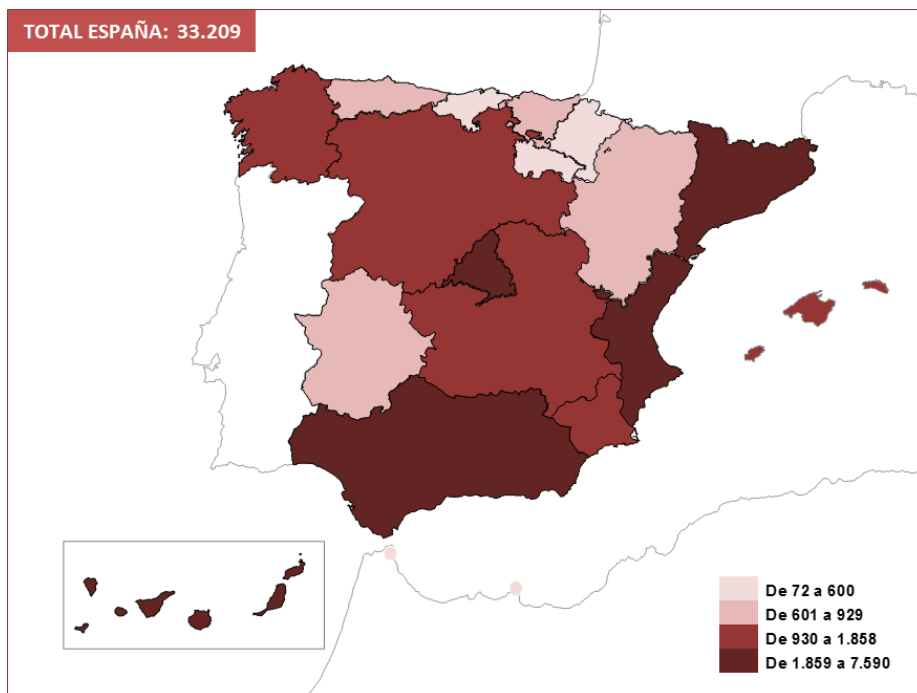 TOTAL ESPAÑA: 33.209
De 72 a 600
De 601 a 929
De 930 a 1.858
De 1.859 a 7.590